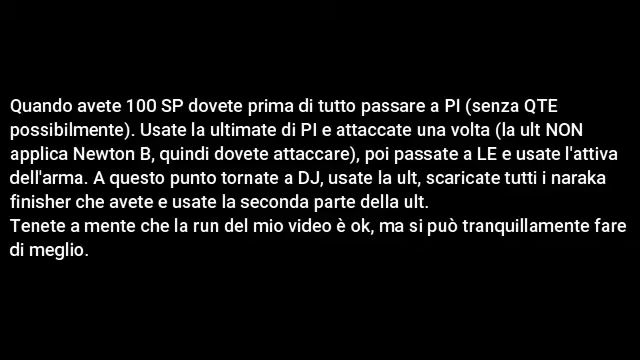 Quando avete 100 SP dovete prima di tutto passare a PI (senza QTE
possibilmente). Usate la ultimate di PI e attaccate una volta (la ult NON
applica Newton B, quindi dovete attaccare), poi passate a LE e usate l'attiva
dell'arma. A questo punto tornate a DJ, usate la ult, scaricate tutti i naraka
finisher che avete e usate la seconda parte della ult.
Tenete a mente che la run del mio video è ok, ma si può tranquillamente fare
di meglio.